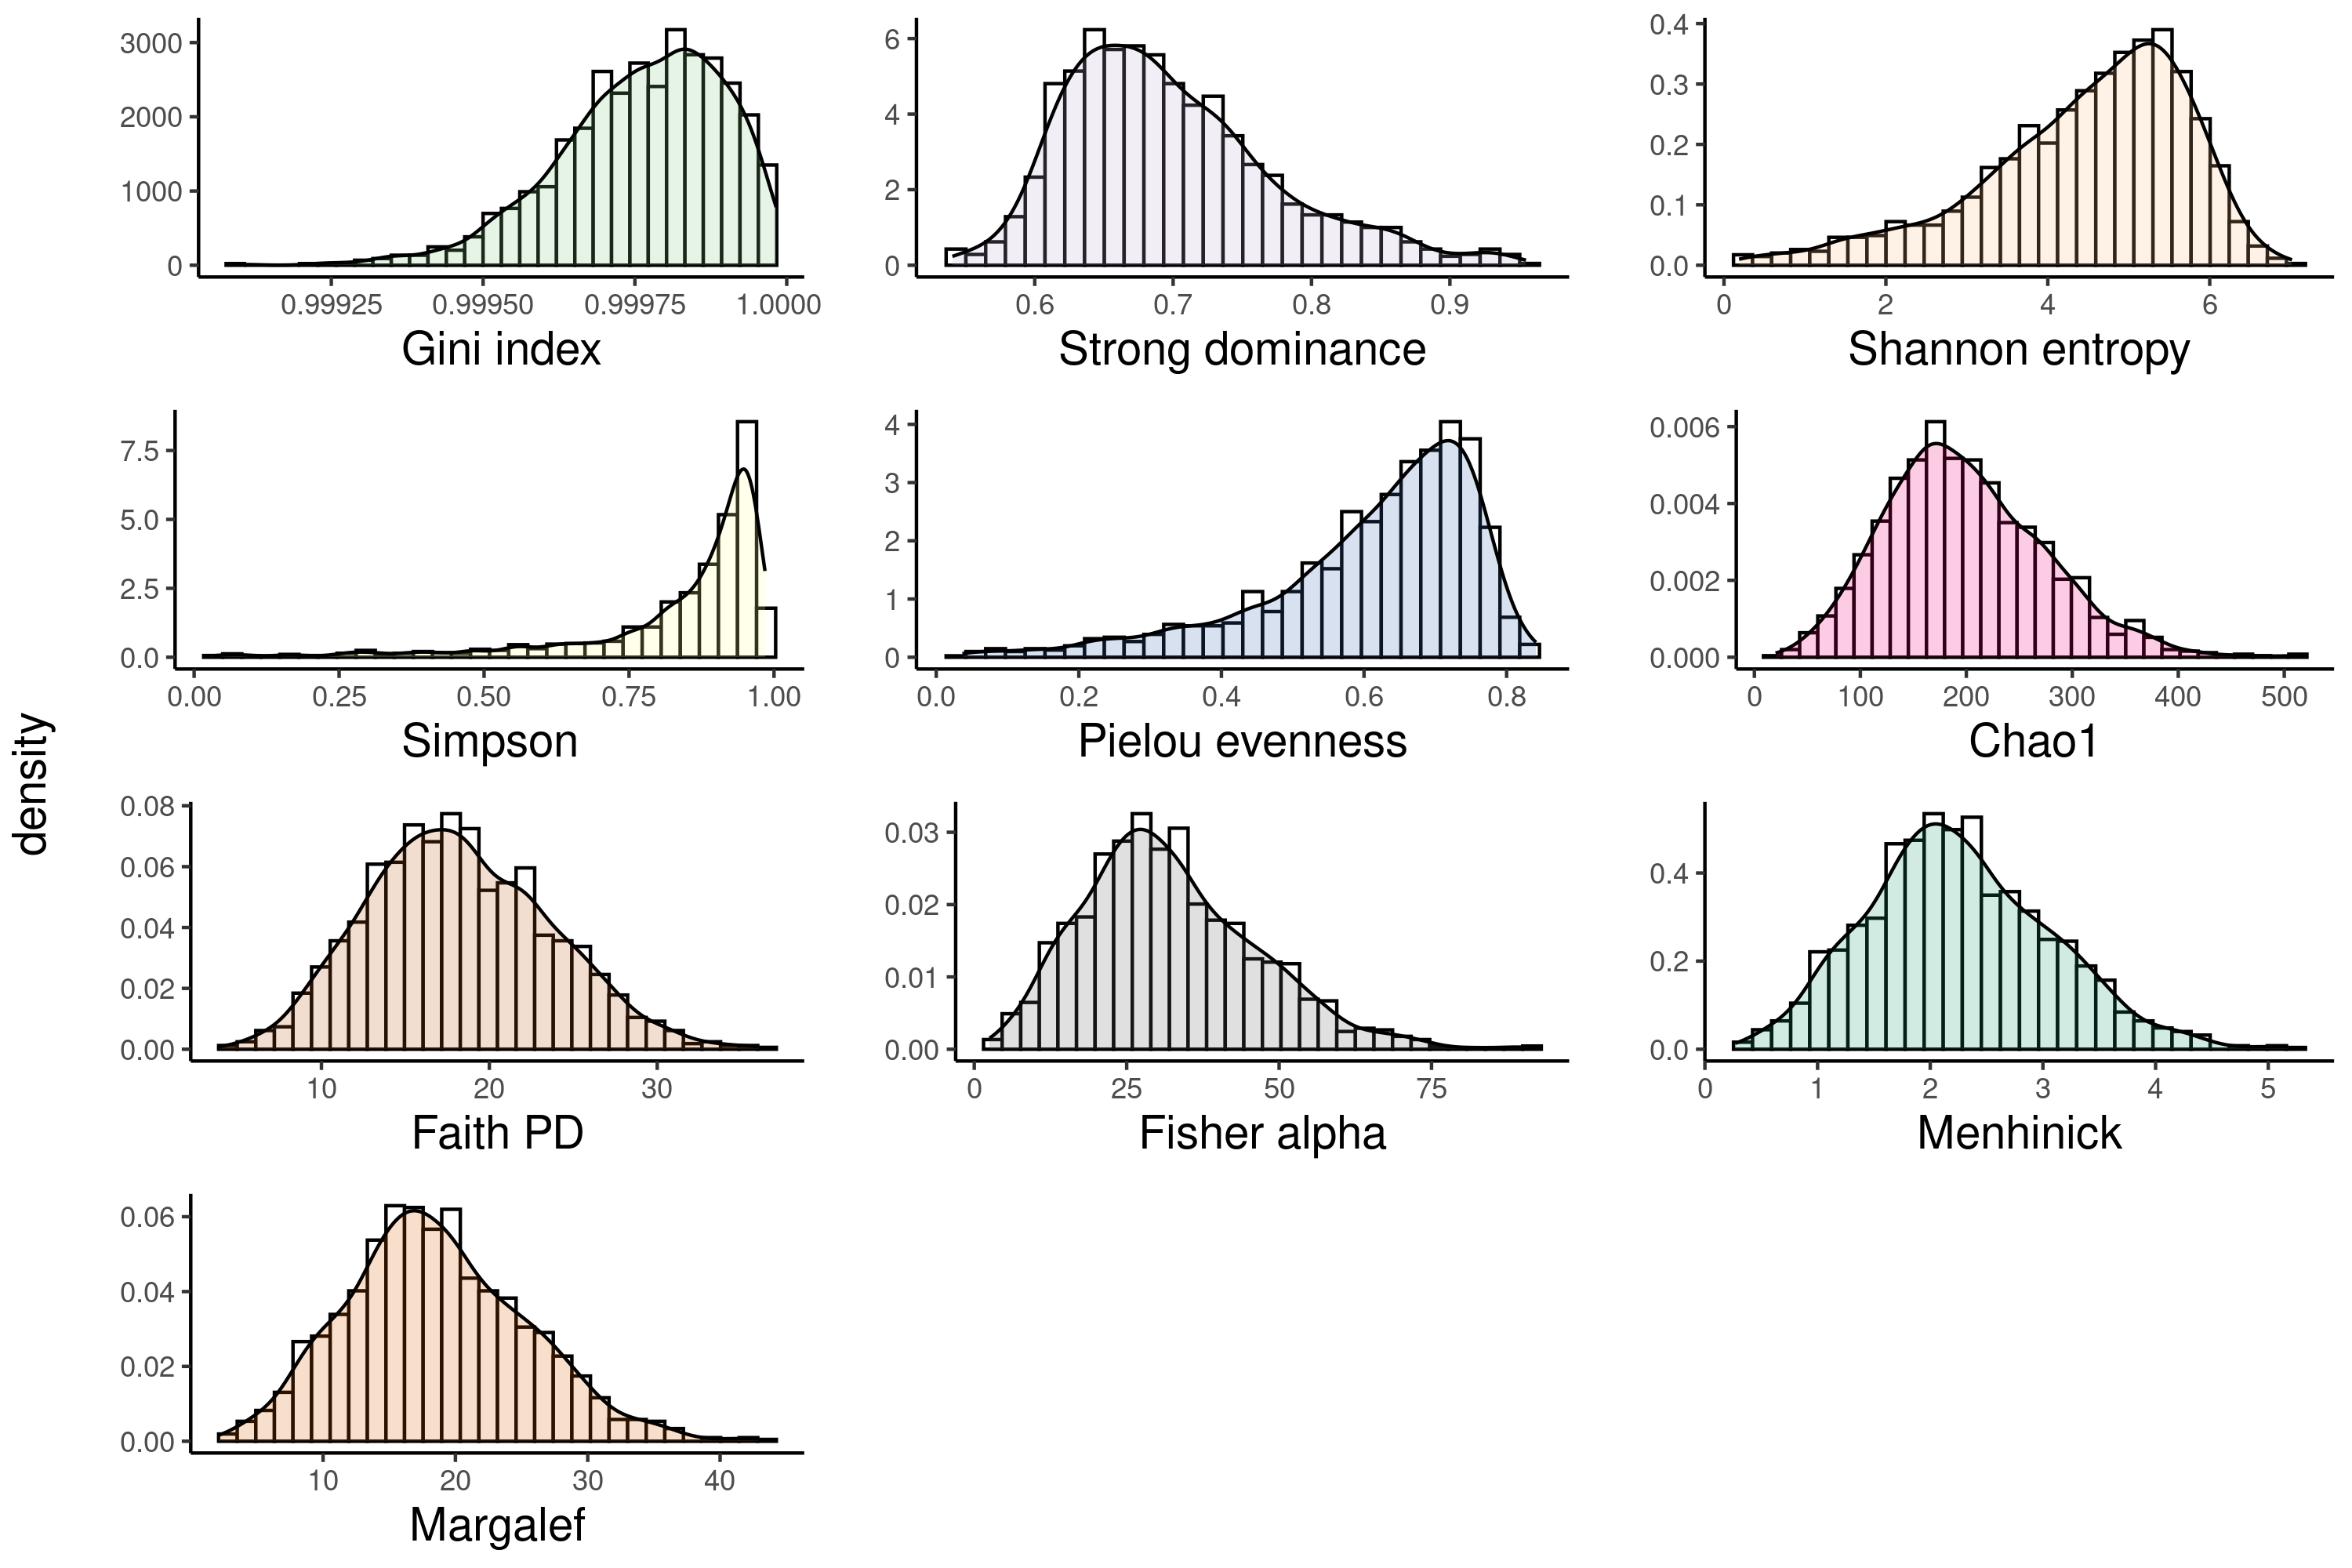 3000
2000
1000
0
0.99925 0.99950 0.99975 1.0000
Gini index
6
4
2
0
0.6 0.7 0.8 0.9
Strong dominance
0.4
0.3
0.2
0.1
0.0
0 2 4 6
Shannon entropy
7.5
5.0
2.5
0.0
0.00 0.25 0.50 0.75 1.00
Simpson
4
3
2
1
0
0.0 0.2 0.4 0.6 0.8
Pielou evenness
0.006
0.004
0.002
0.000
0 100 200 300 400 500
Chao1
density
0.08
0.06
0.04
0.02
0.00
10 20 30
Faith PD
0.03
0.02
0.01
0.00
0 25 50 75
Fisher alpha
0.4
0.2
0.0
0 1 2 3 4 5
Menhinick
0.06
0.04
0.02
0.00
10 20 30 40
Margalef